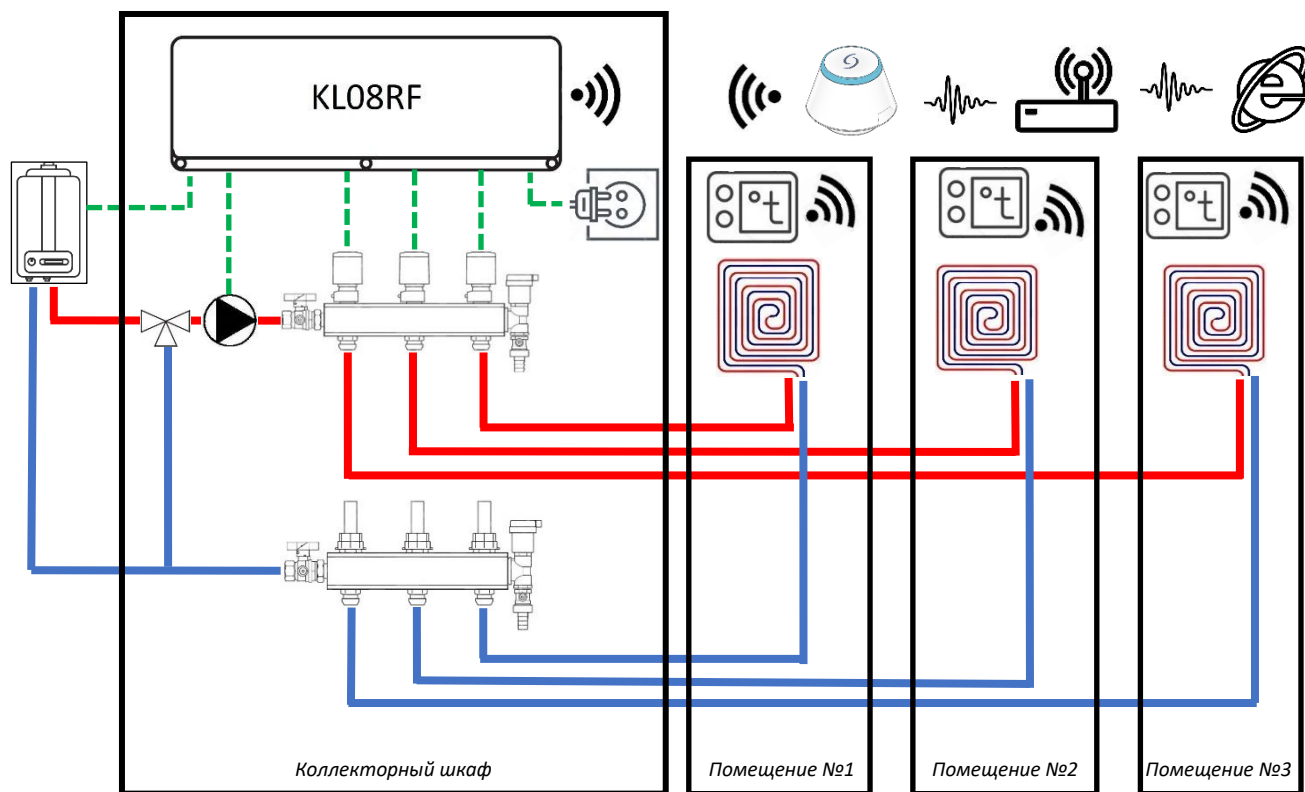 KL08RF
°t
°t
°t
Коллекторный шкаф
Помещение №1
Помещение №2
Помещение №3